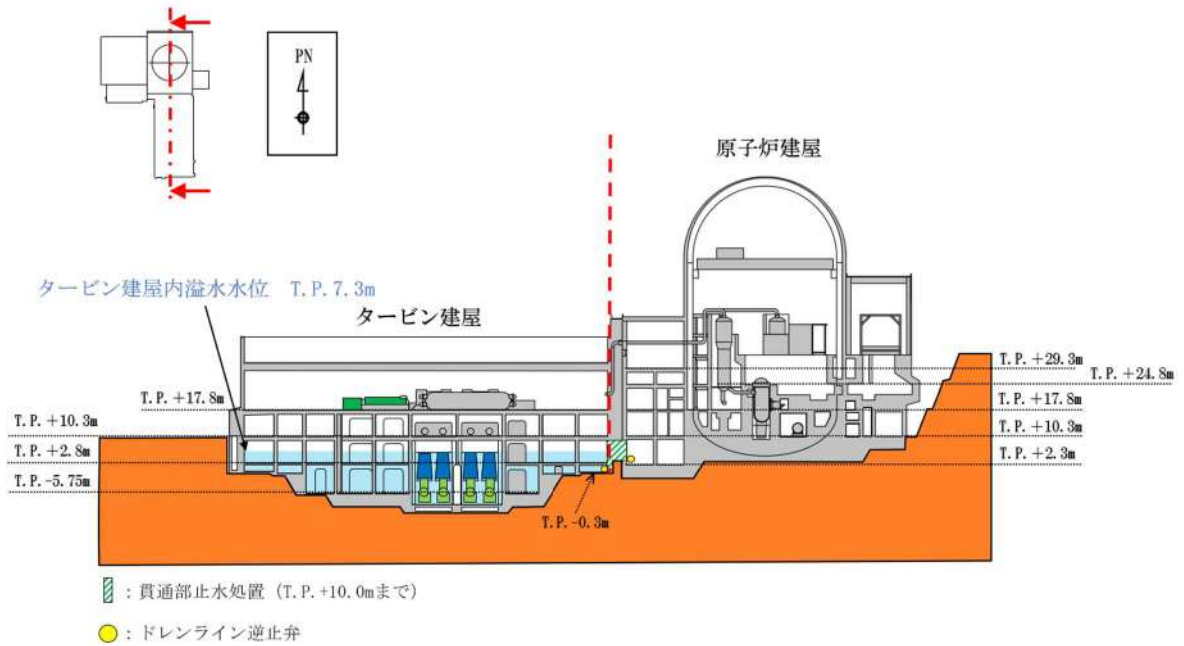 PN
原子炉建屋
タービン建屋内溢水水位 T.P.7.3m
タービン建屋
T.P. +29.3m
T.P. +24.8m
T.P. +17.8m
T.P. +17.8m
T.P. +10.3m
T.P. +10.3m
T.P. +2.8m
T.P. +2.3m
T.P.-5.75m
T.P.-0.3m
：貫通部止水処置（T.P.+10.0mまで）
：ドレンライン逆止弁